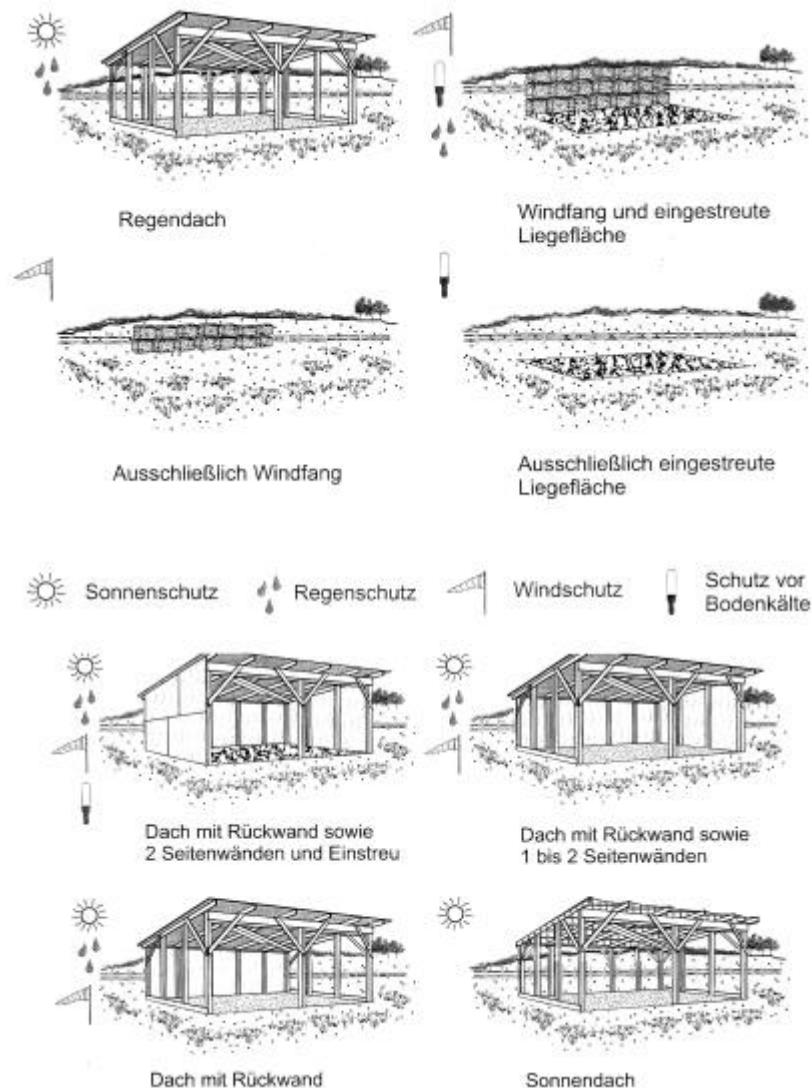 Regendach
Windfang und eingestreute
Liegefläche
Ausschließlich Windfang
Ausschließlich eingestreute
Liegefläche
Sonnenschutz
Regenschutz
Windschutz
Schutz vor
Bodenkälte
Dach mit Rückwand sowie
2 Seitenwänden und Einstreu
Dach mit Rückwand sowie
1 bis 2 Seitenwänden
Dach mit Rückwand
Sonnendach